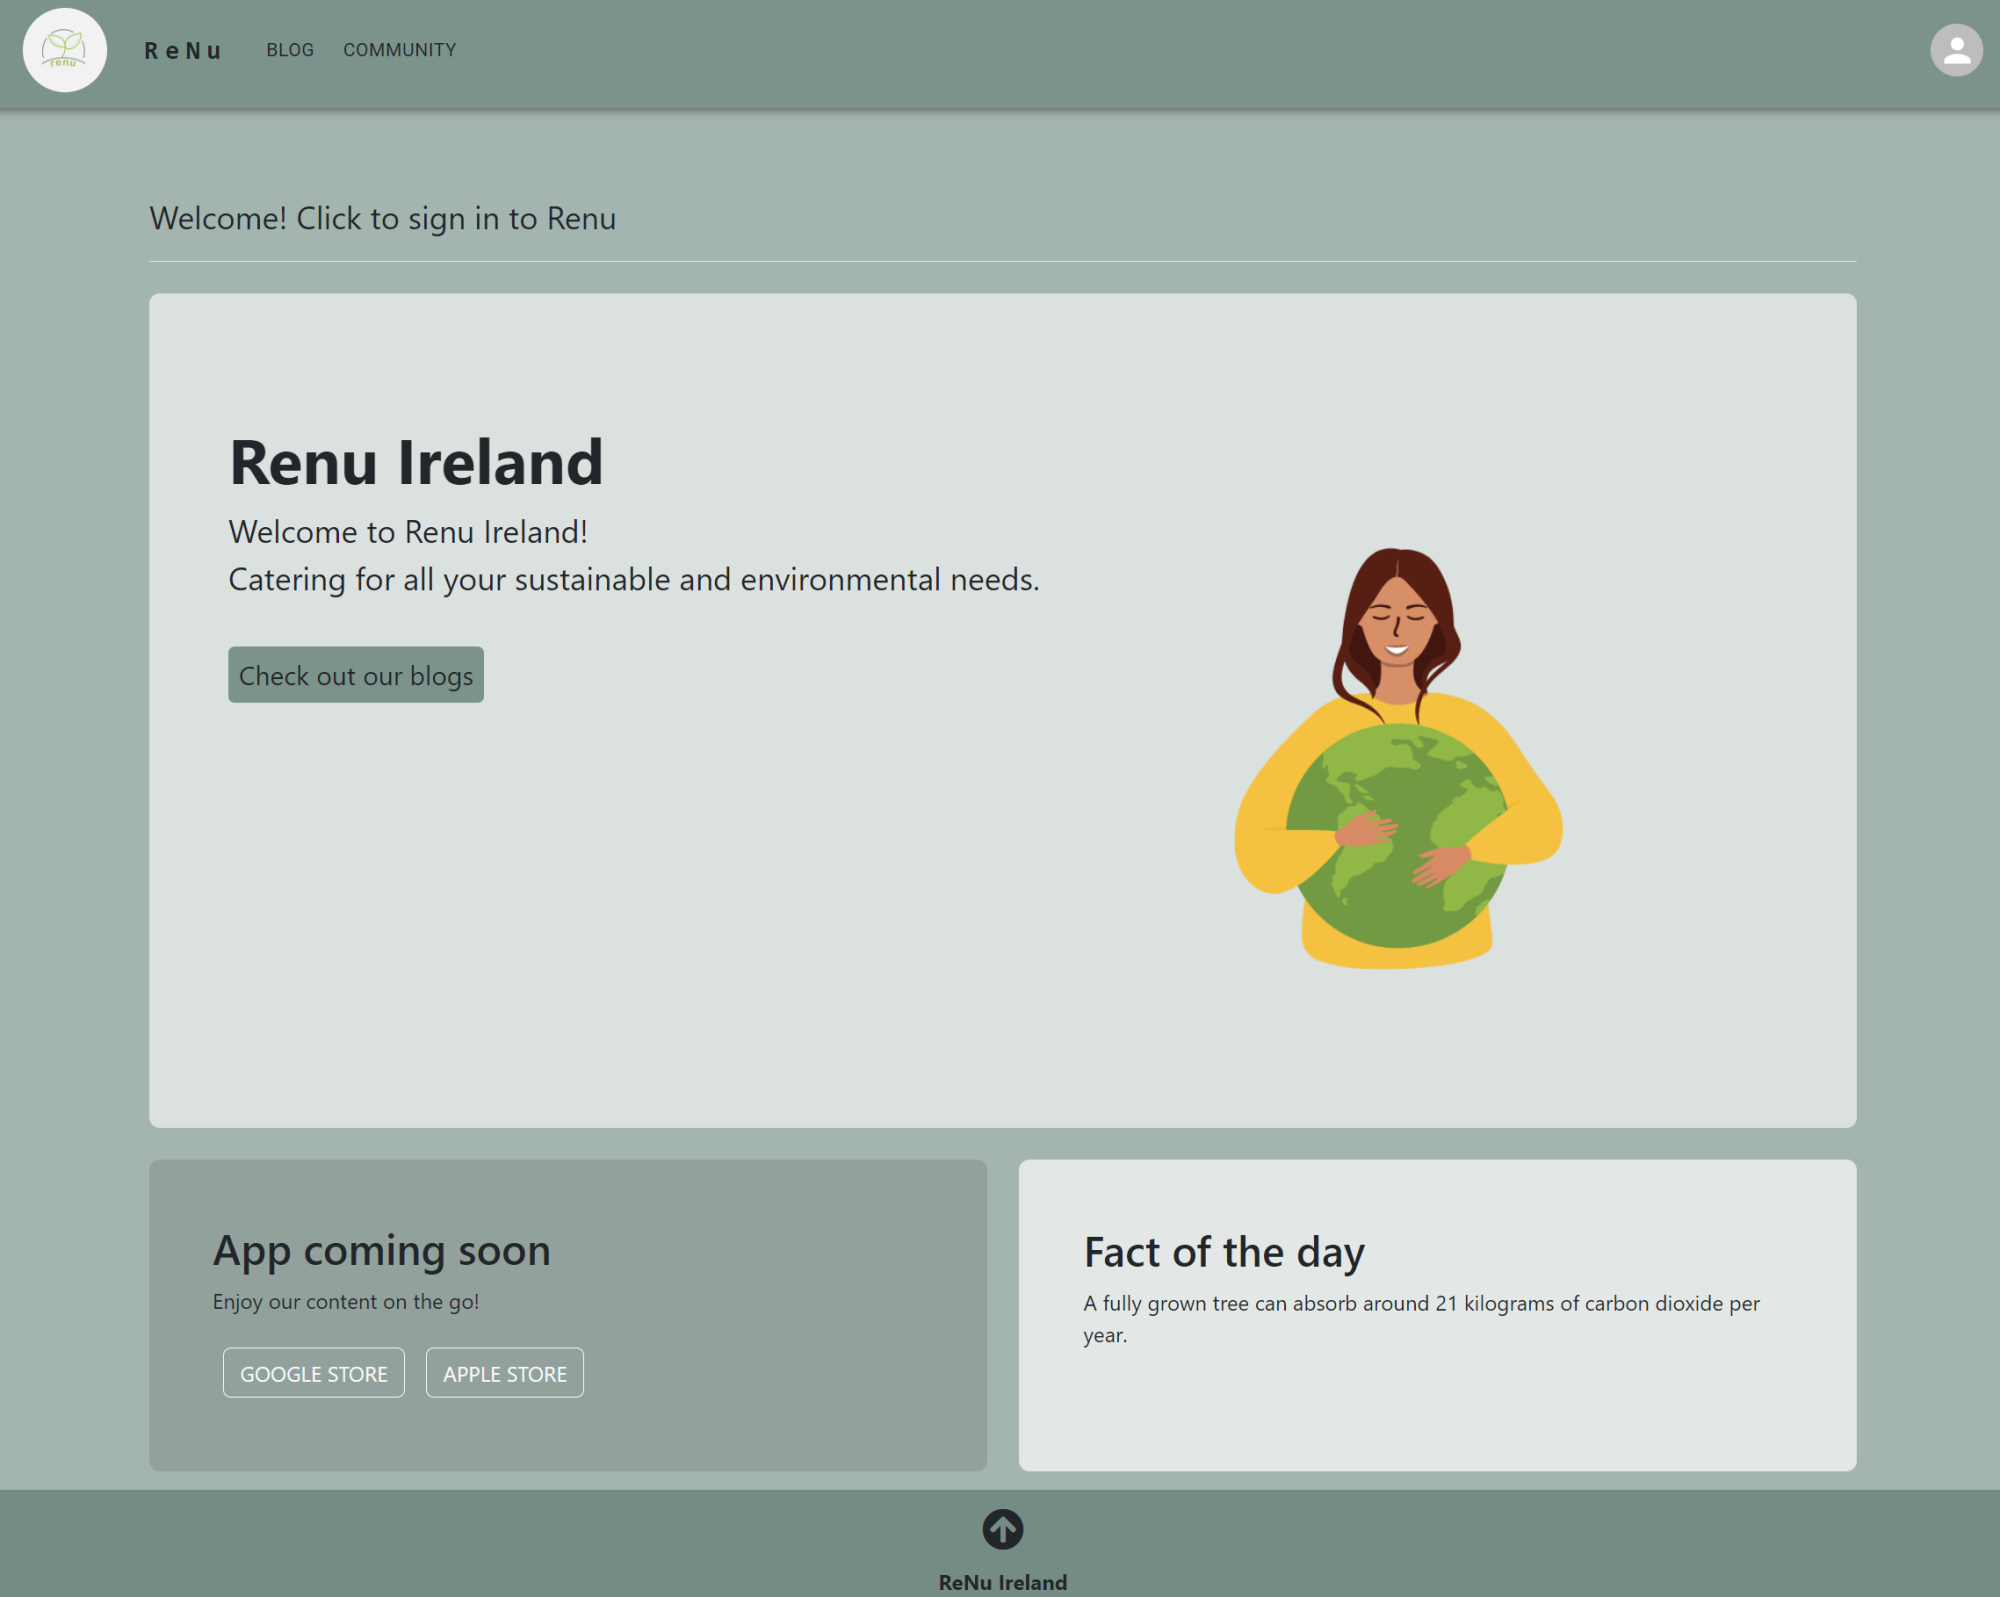 renu
ReNu
BLOG
COMMUNITY
Welcome! Click to sign in to Renu
Renu Ireland
Welcome to Renu Ireland!
Catering for all your sustainable and environmental needs.
Check out our blogs
App coming soon
Enjoy our content on the go!
GOOGLE STORE
APPLE STORE
Fact of the day
A fully grown tree can absorb around 21 kilograms of carbon dioxide per
year.
ReNu Ireland